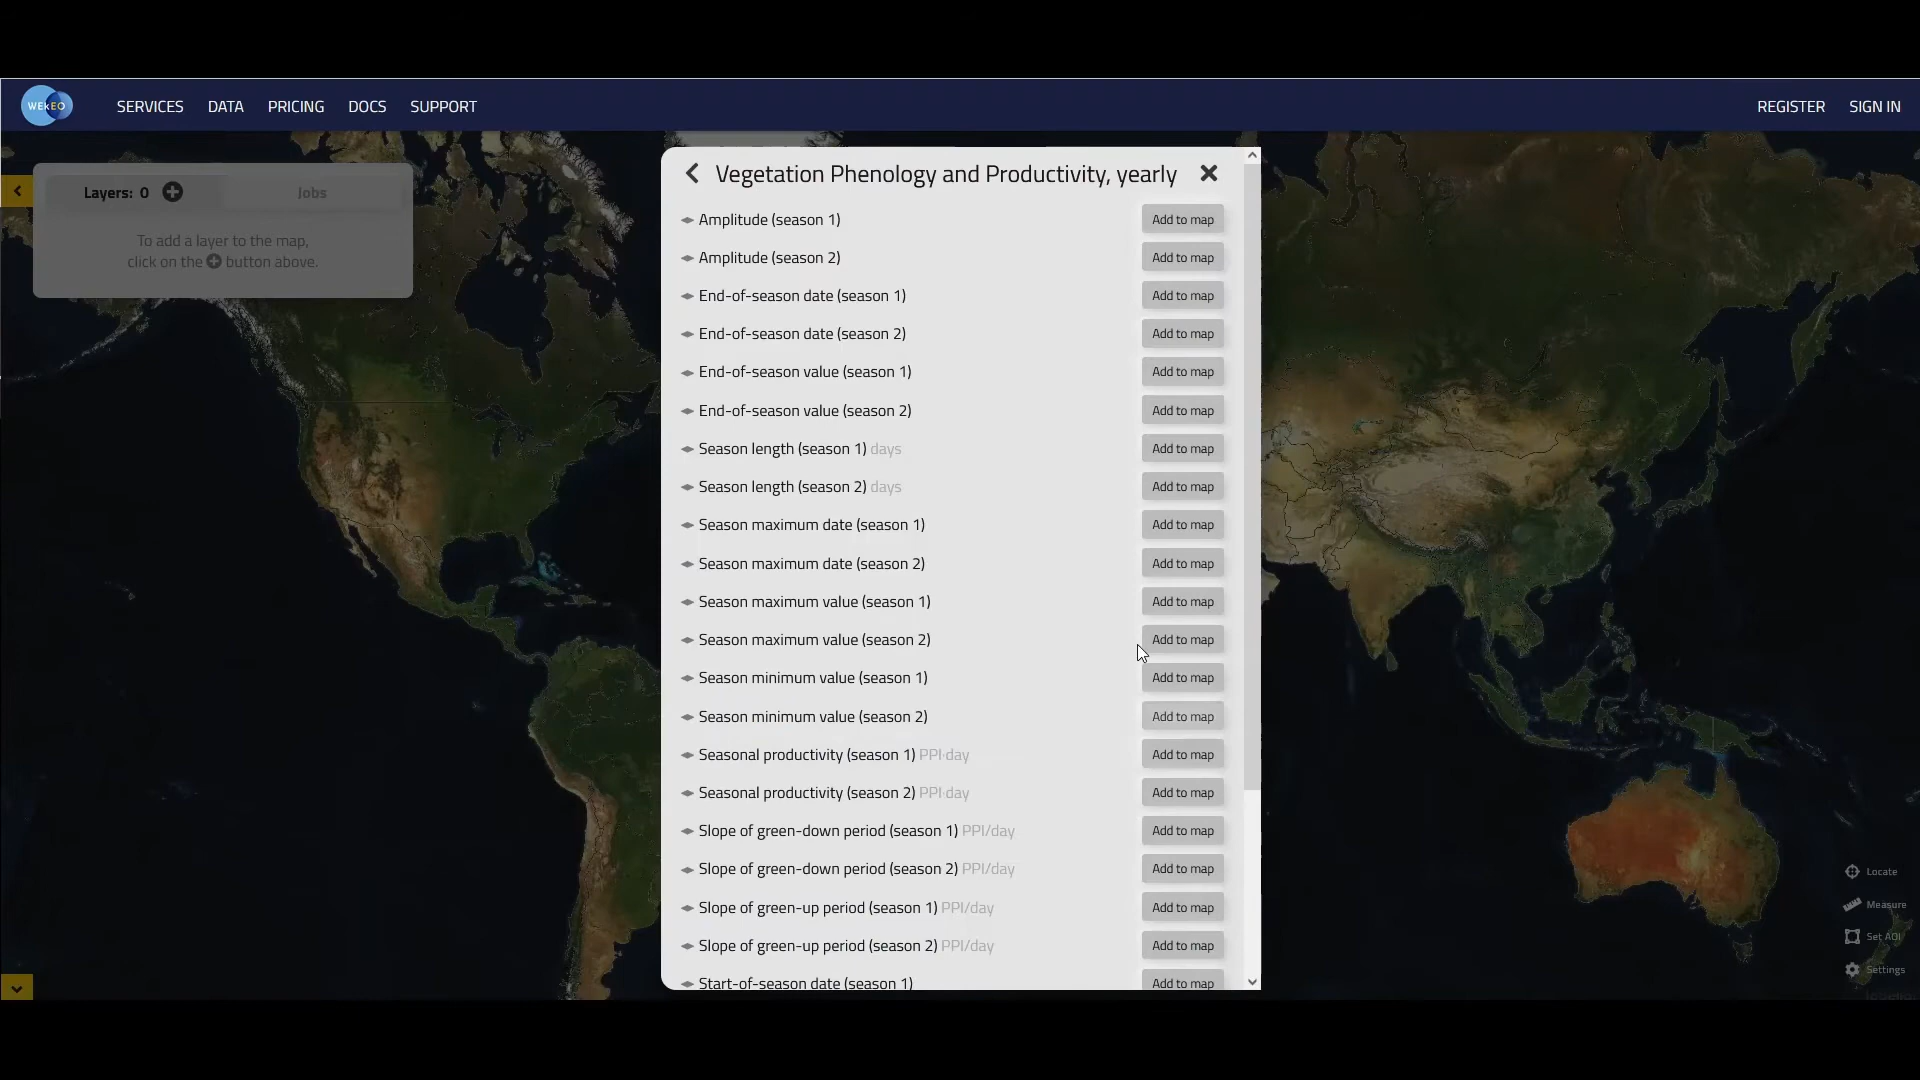 WEkEO
SERVICES DATA PRICING DOCS SUPPORT
REGISTER SIGN IN
Layers: 0
Jobs
To add a layer to the map,
click on the button above.
Vegetation Phenology and Productivity, yearly
Amplitude (season 1) Add to map
Amplitude (season 2) Add to map
End-of-season date (season 1) Add to map
End-of-season date (season 2) Add to map
End-of-season value (season 1) Add to map
End-of-season value (season 2) Add to map
Season length (season 1) days Add to map
Season length (season 2) days Add to map
Season maximum date (season 1) Add to map
Season maximum date (season 2) Add to map
Season maximum value (season 1) Add to map
Season maximum value (season 2) Add to map
Season minimum value (season 1) Add to map
Season minimum value (season 2) Add to map
Seasonal productivity (season 1) PPI·day Add to map
Seasonal productivity (season 2) PPI·day Add to map
Slope of green-down period (season 1) PPI/day Add to map
Slope of green-down period (season 2) PPI/day Add to map
Slope of green-up period (season 1) PPI/day Add to map
Slope of green-up period (season 2) PPI/day Add to map
Start-of-season date (season 1) Add to map
Locate
Measure
Set AOI
Settings